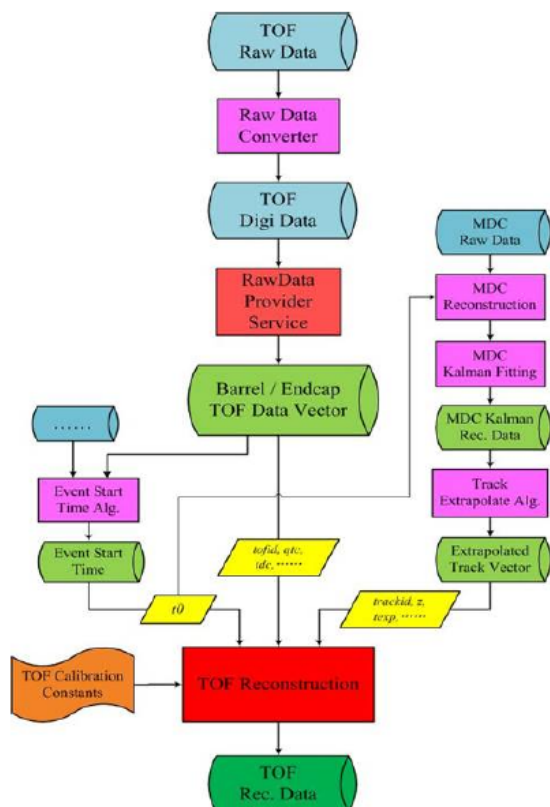 TOF
Raw Data
Raw Data
Converter
TOF
Digi Data
RawData
Provider
Service
Barrel / Endcap
TOF Data Vector
MDC
Raw Data
MDC
Reconstruction
MDC
Kalman Fitting
MDC Kalman
Rec. Data
Track
Extrapolate Alg.
Extrapolated
Track Vector
......
Event Start
Time Alg.
Event Start
Time
t0
tofid, qtc,
tdc, ......
trackid, z,
texp, ......
TOF Calibration
Constants
TOF Reconstruction
TOF
Rec. Data